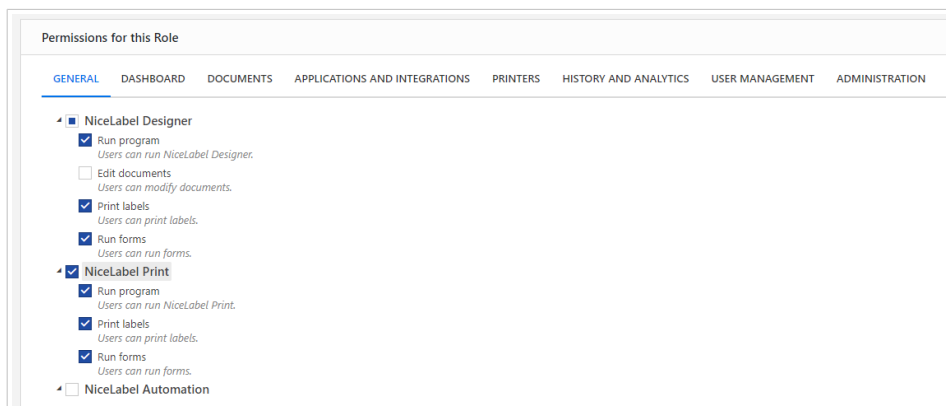 Permissions for this Role
GENERAL DASHBOARD DOCUMENTS APPLICATIONS AND INTEGRATIONS PRINTERS HISTORY AND ANALYTICS USER MANAGEMENT ADMINISTRATION
NiceLabel Designer
Run program
Users can run NiceLabel Designer.
Edit documents
Users can modify documents.
Print labels
Users can print labels.
Run forms
Users can run forms.
NiceLabel Print
Run program
Users can run NiceLabel Print.
Print labels
Users can print labels.
Run forms
Users can run forms.
NiceLabel Automation